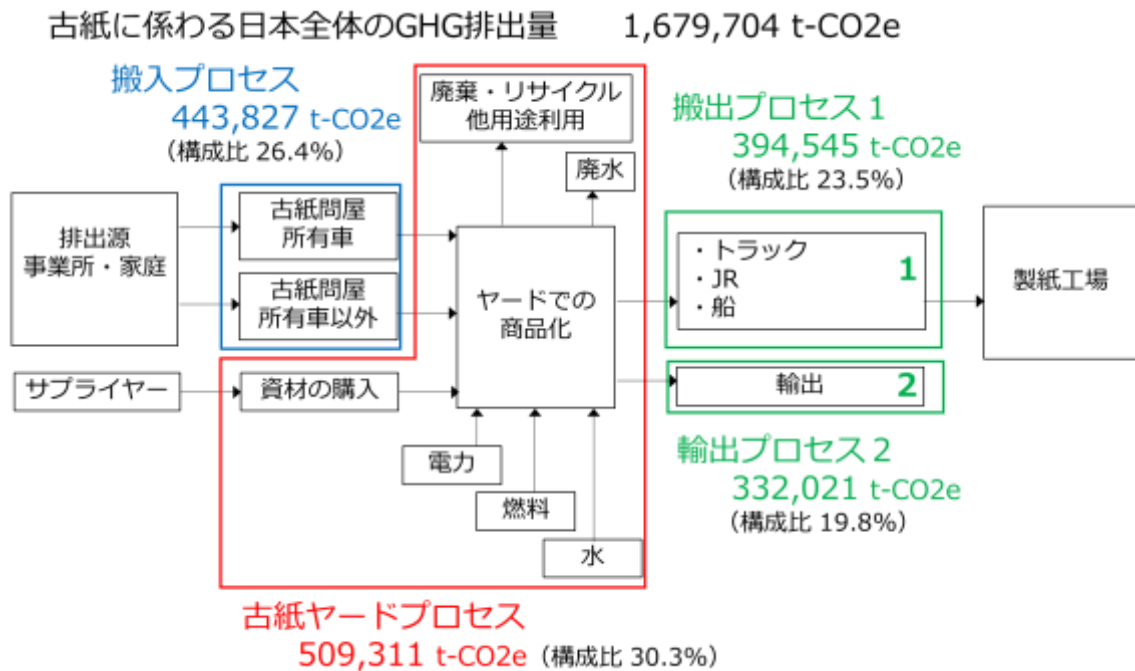 古紙に係わる日本全体のGHG排出量 1,679,704 t-CO2e
搬入プロセス
443,827 t-CO2e
（構成比 26.4%）
廃棄・リサイクル
他用途利用
廃水
搬出プロセス１
394,545 t-CO2e
（構成比 23.5%）
排出源
事業所・家庭
古紙問屋
所有車
古紙問屋
所有車以外
ヤードでの
商品化
・トラック
・JR
・船
1
製紙工場
サプライヤー
資材の購入
輸出
2
電力
燃料
水
輸出プロセス２
332,021 t-CO2e
（構成比 19.8%）
古紙ヤードプロセス
509,311 t-CO2e（構成比 30.3%）